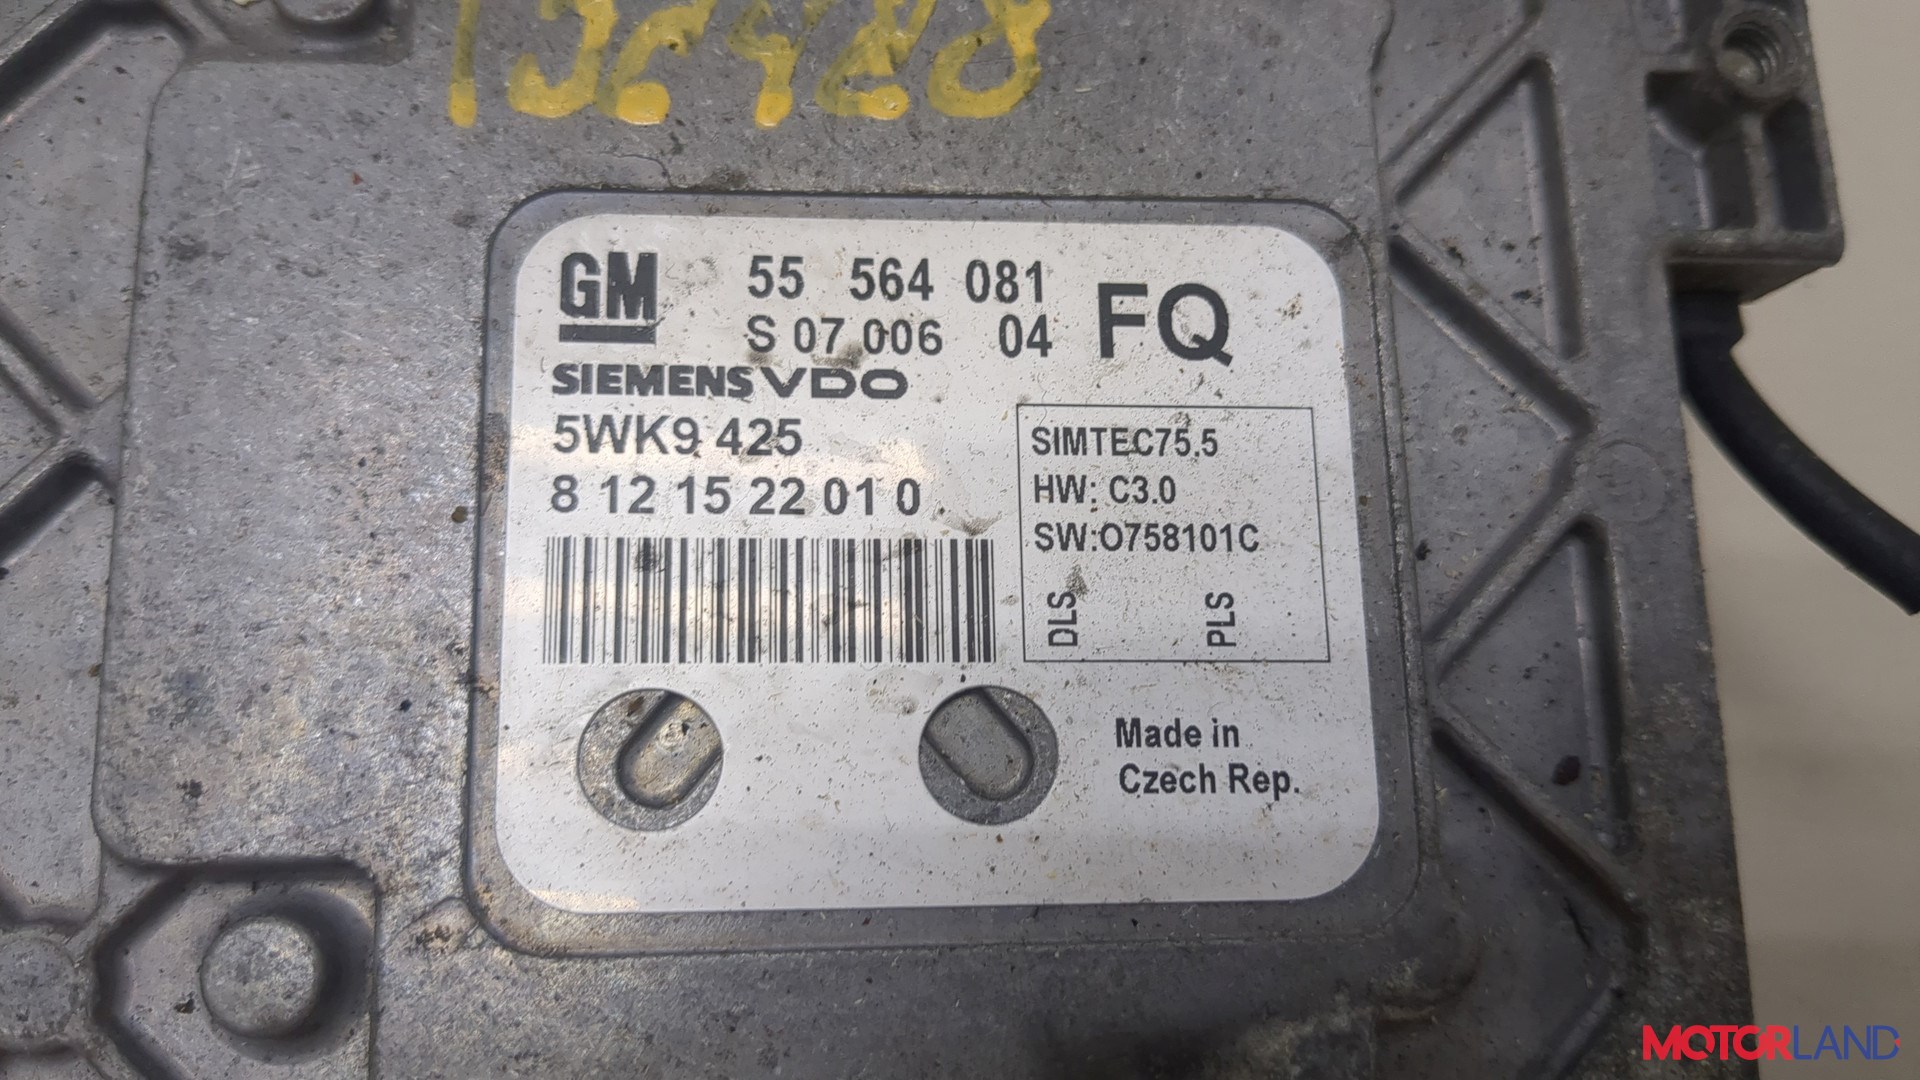 GM 55 564 081 FQ
S 07 006 04
SIEMENS VDO
5WK9 425
8 12 15 22 01 0
SIMTEC75.5
HW: C3.0
SW:O758101C
DLS PLS
Made in
Czech Rep.
MOTORLAND